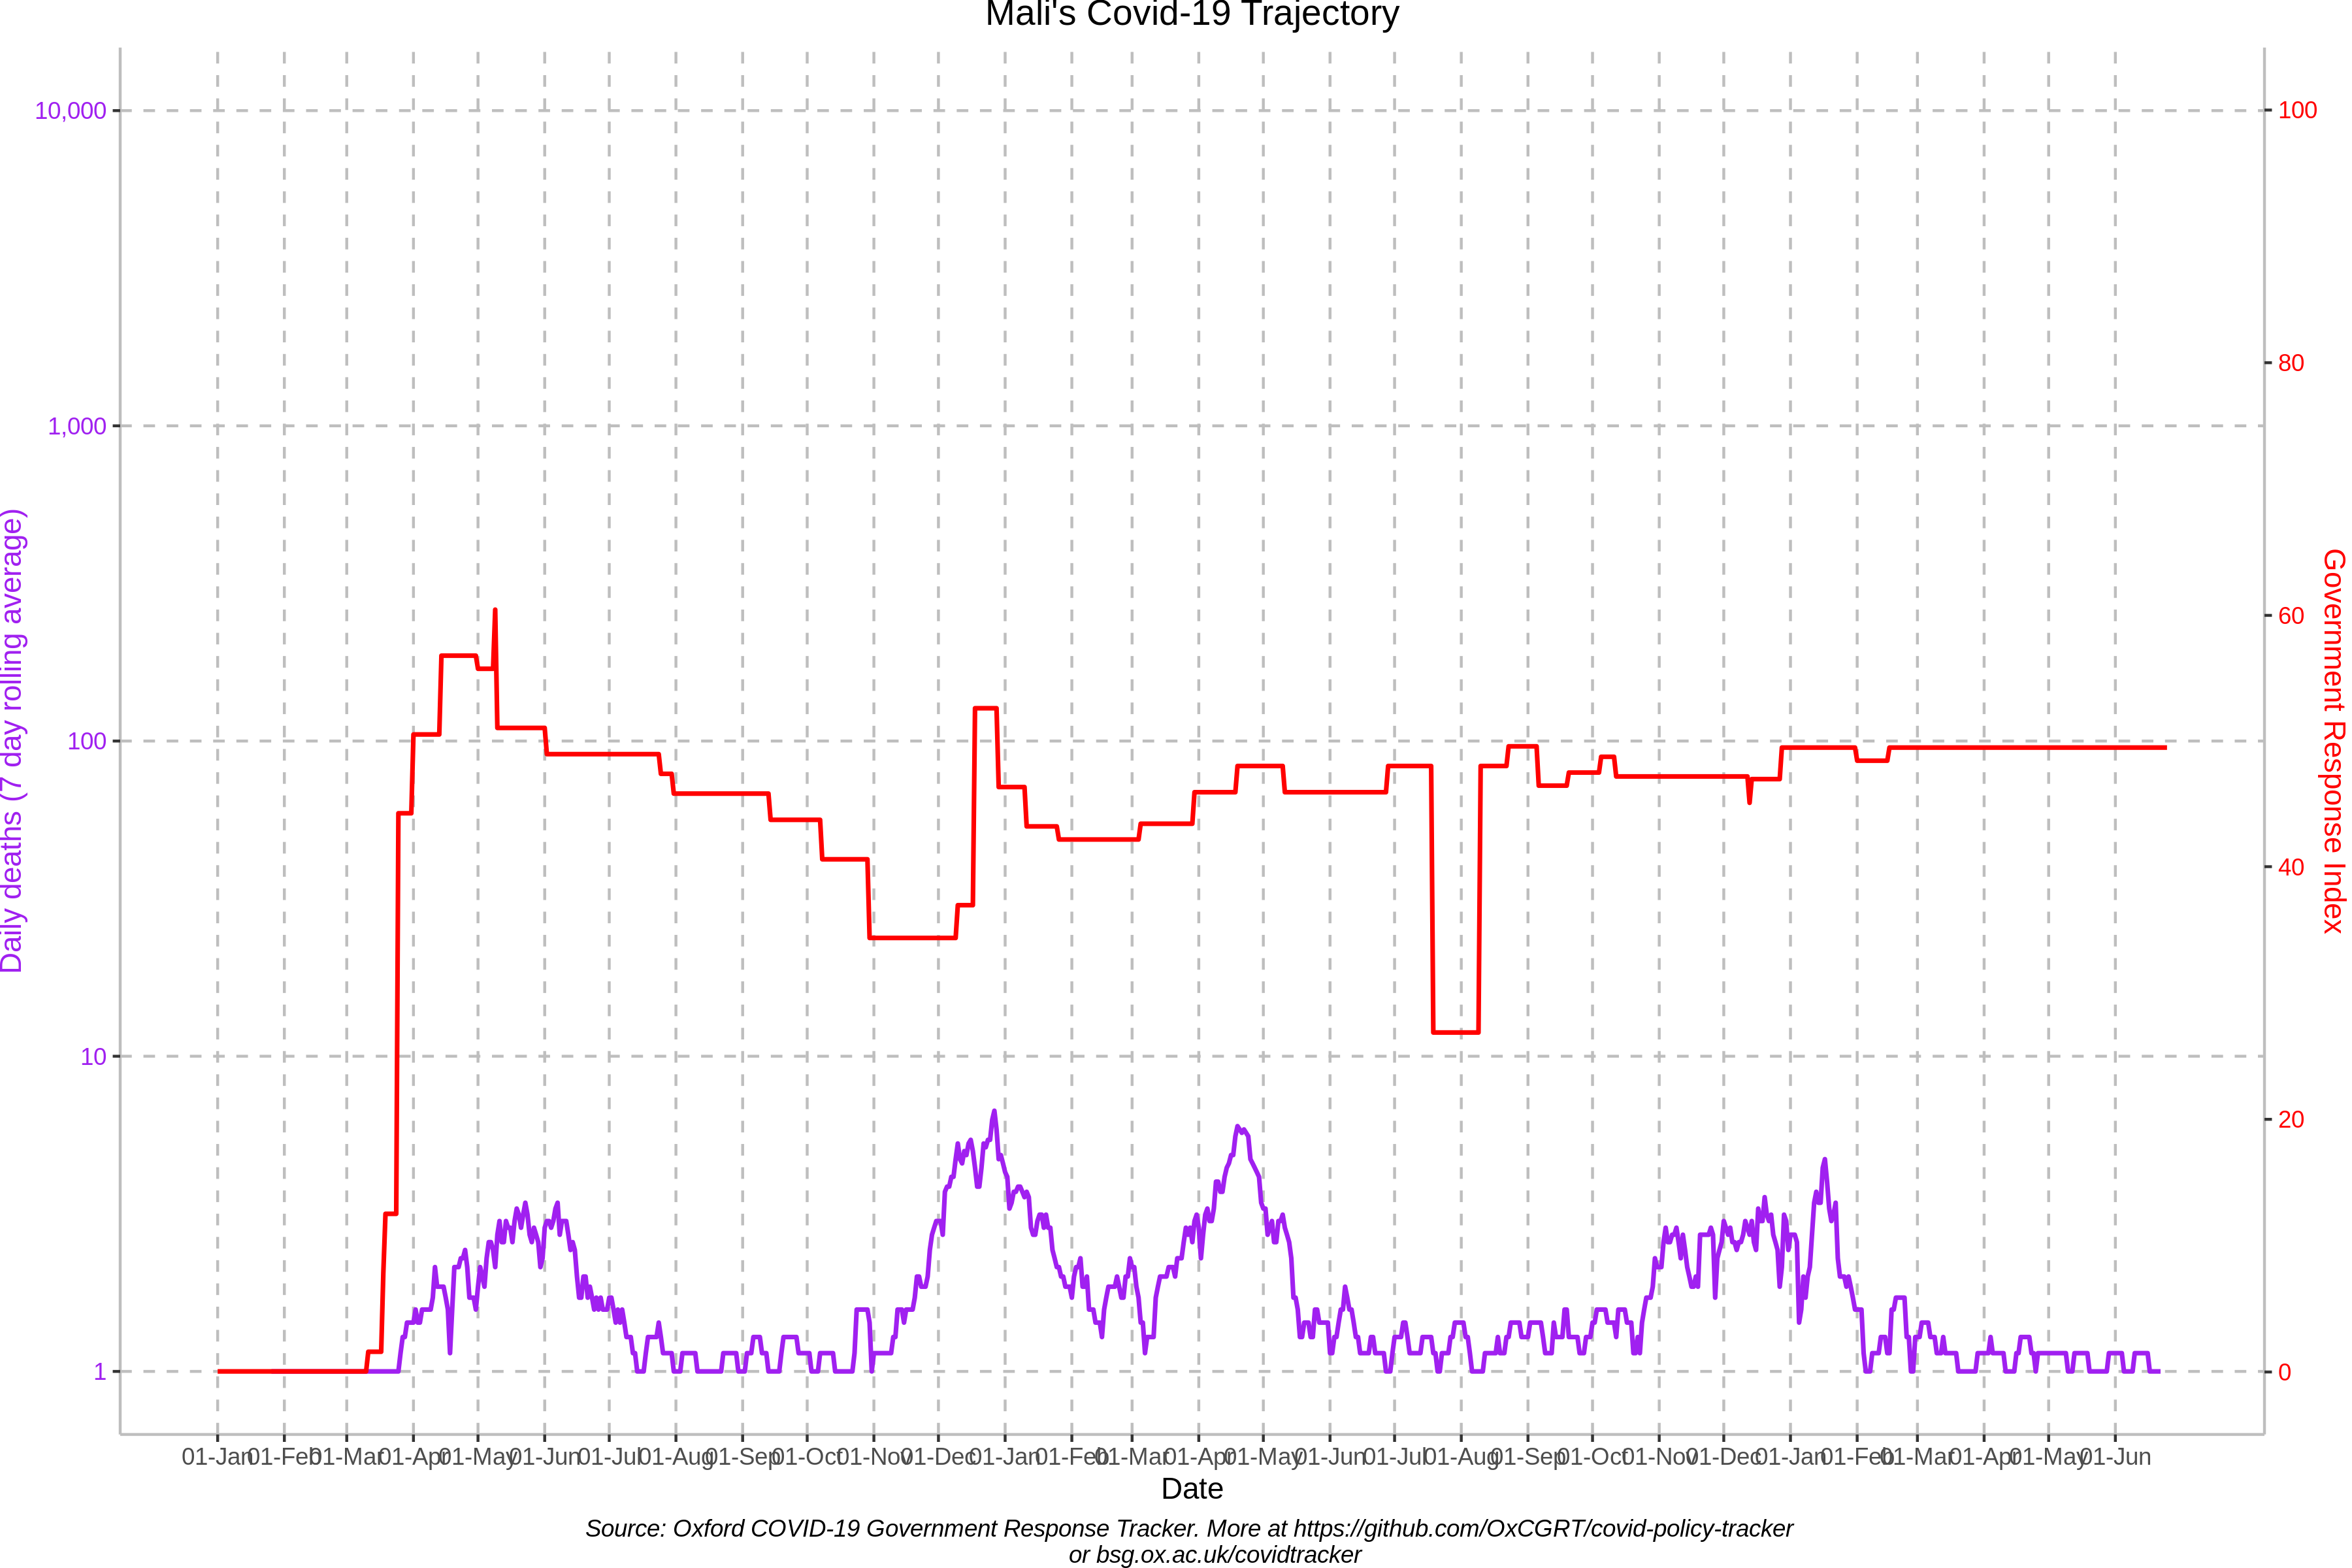 Mali's Covid-19 Trajectory
Daily deaths (7 day rolling average)
10,000
1,000
100
10
1
Government Response Index
100
80
60
40
20
0
01-Jan 01-Feb 01-Mar 01-Apr 01-May 01-Jun 01-Jul 01-Aug 01-Sep 01-Oct 01-Nov 01-Dec 01-Jan 01-Feb 01-Mar 01-Apr 01-May 01-Jun 01-Jul 01-Aug 01-Sep 01-Oct 01-Nov 01-Dec 01-Jan 01-Feb 01-Mar 01-Apr 01-May 01-Jun
Date
Source: Oxford COVID-19 Government Response Tracker. More at https://github.com/OxCGRT/covid-policy-tracker
or bsg.ox.ac.uk/covidtracker